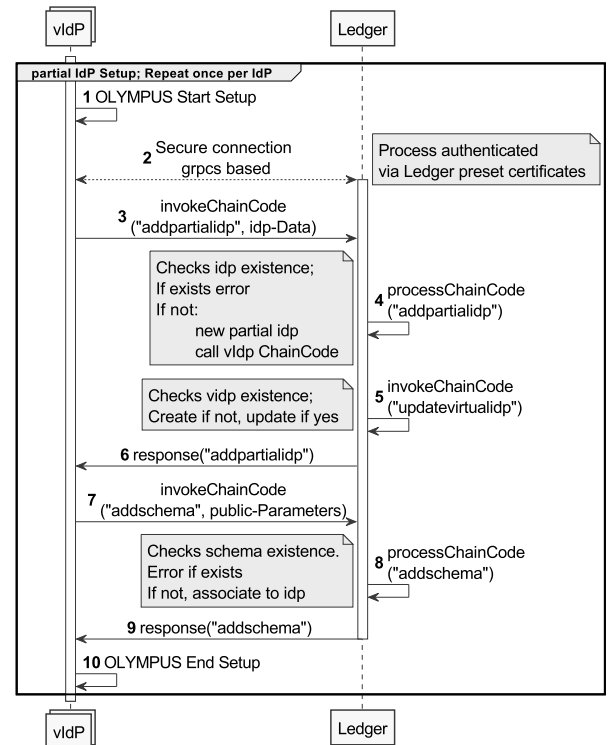 vIdP
Ledger
partial IdP Setup; Repeat once per IdP
1 OLYMPUS Start Setup
2 Secure connection
grpcs based
Process authenticated
via Ledger preset certificates
3 invokeChainCode
("addpartialidp", idp-Data)
Checks idp existence;
If exists error
If not:
new partial idp
call vIdp ChainCode
4 processChainCode
("addpartialidp")
Checks vidp existence;
Create if not, update if yes
5 invokeChainCode
("updatevirtualidp")
6 response("addpartialidp")
7 invokeChainCode
("addschema", public-Parameters)
Checks schema existence.
Error if exists
If not, associate to idp
8 processChainCode
("addschema")
9 response("addschema")
10 OLYMPUS End Setup
vIdP
Ledger